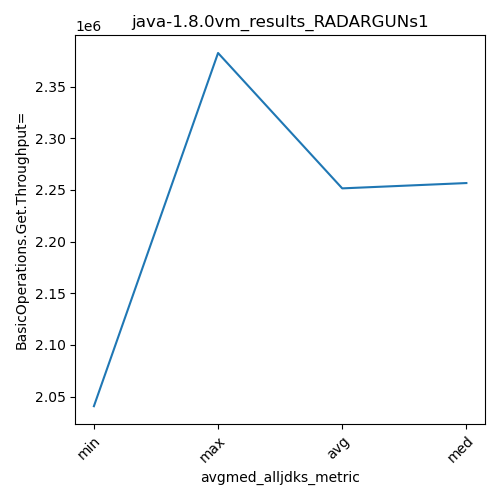 java-1.8.0vm_results_RADARGUNs1
1e6
BasicOperations.Get.Throughput=
2.35
2.30
2.25
2.20
2.15
2.10
2.05
min
max
avg
med
avgmed_alljdks_metric